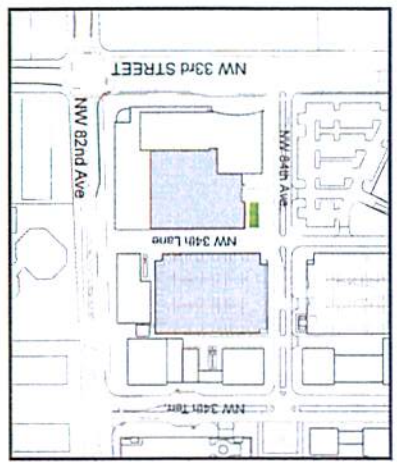 NW 33rd STREET
NW 82nd Ave
NW 84th Ave
NW 34th Lane
NW 34th Terr.